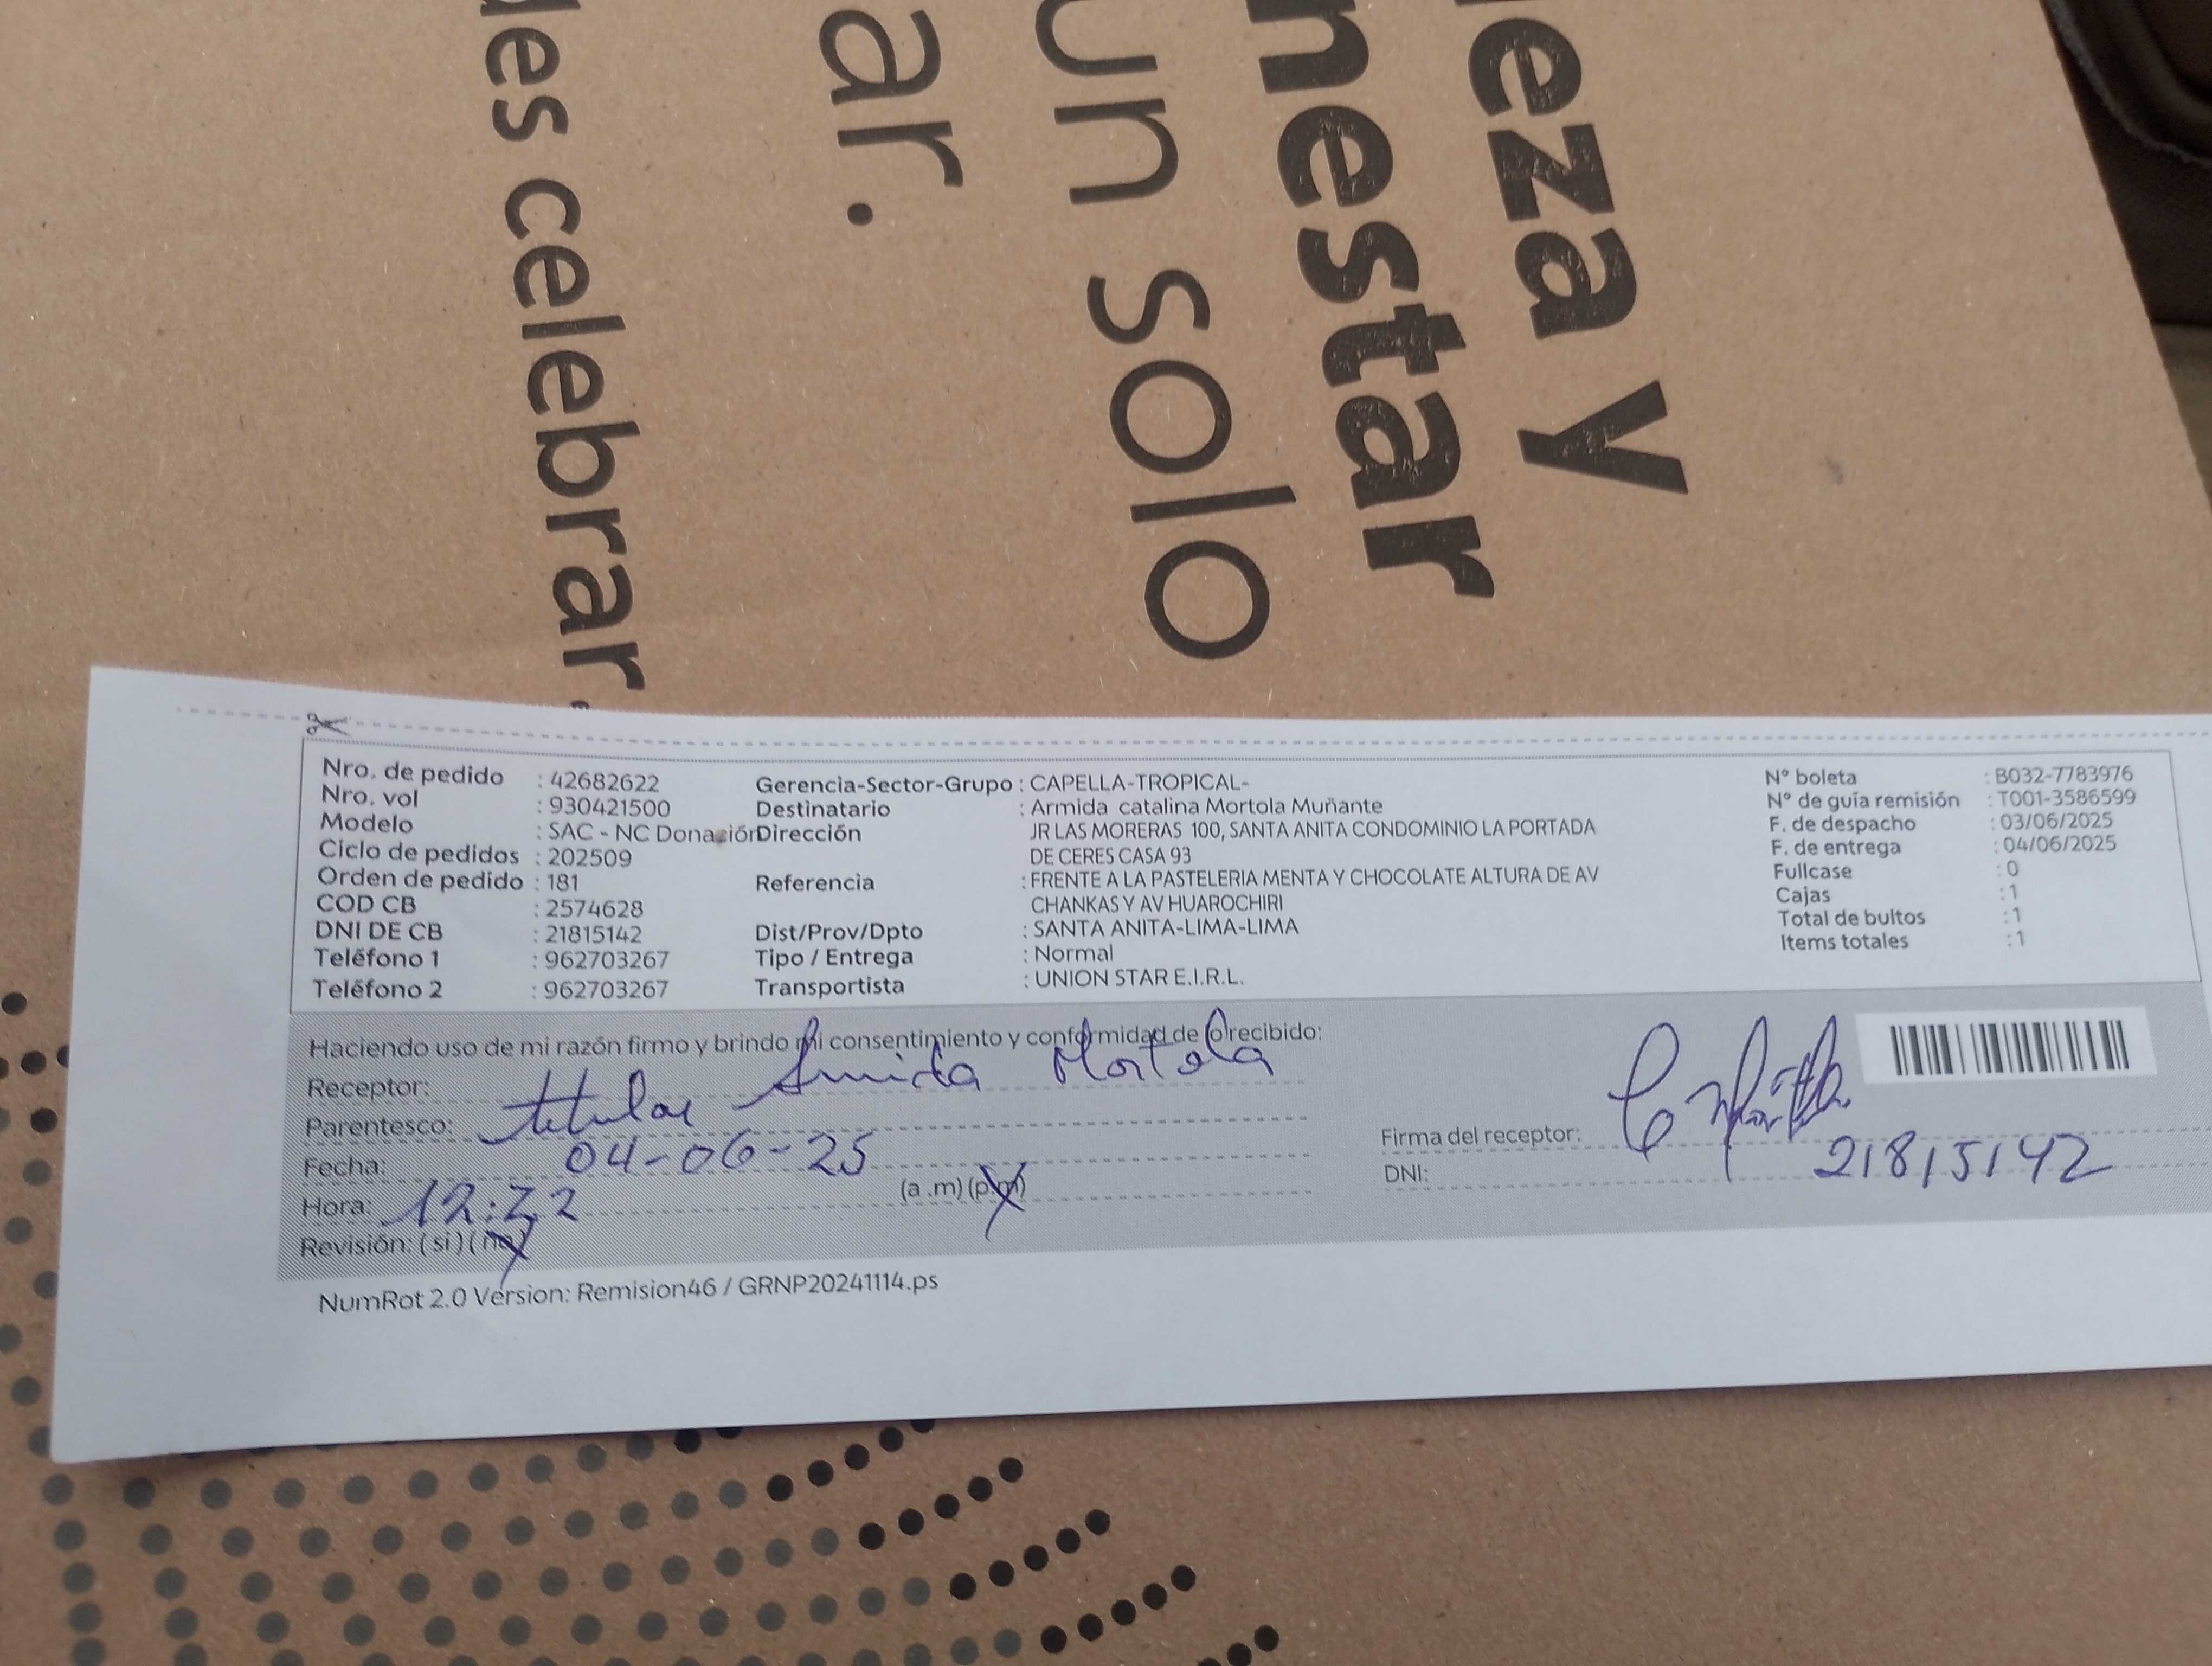 eza y
nestar
un solo
ar.
des celebrar.
Nro. de pedido : 42682622
Nro. vol : 930421500
Modelo : SAC - NC Donazión
Ciclo de pedidos : 202509
Orden de pedido : 181
COD CB : 2574628
DNI DE CB : 21815142
Teléfono 1 : 962703267
Teléfono 2 : 962703267
Gerencia-Sector-Grupo : CAPELLA-TROPICAL-
Destinatario : Armida catalina Mortola Muñante
Dirección JR LAS MORERAS 100, SANTA ANITA CONDOMINIO LA PORTADA
DE CERES CASA 93
Referencia : FRENTE A LA PASTELERIA MENTA Y CHOCOLATE ALTURA DE AV
CHANKAS Y AV HUAROCHIRI
Dist/Prov/Dpto : SANTA ANITA-LIMA-LIMA
Tipo / Entrega : Normal
Transportista : UNION STAR E.I.R.L.
N° boleta : B032-7783976
N° de guía remisión : T001-3586599
F. de despacho : 03/06/2025
F. de entrega : 04/06/2025
Fullcase : 0
Cajas : 1
Total de bultos : 1
Items totales : 1
Haciendo uso de mi razón firmo y brindo mi consentimiento y conformidad de lo recibido:
Receptor: Armida Mortola
Parentesco: titular
Fecha: 04-06-25
Hora: 12:22 (a .m) (p.m)
Revisión: ( si ) ( no )
Firma del receptor:
DNI: 21815142
NumRot 2.0 Version: Remision46 / GRNP20241114.ps